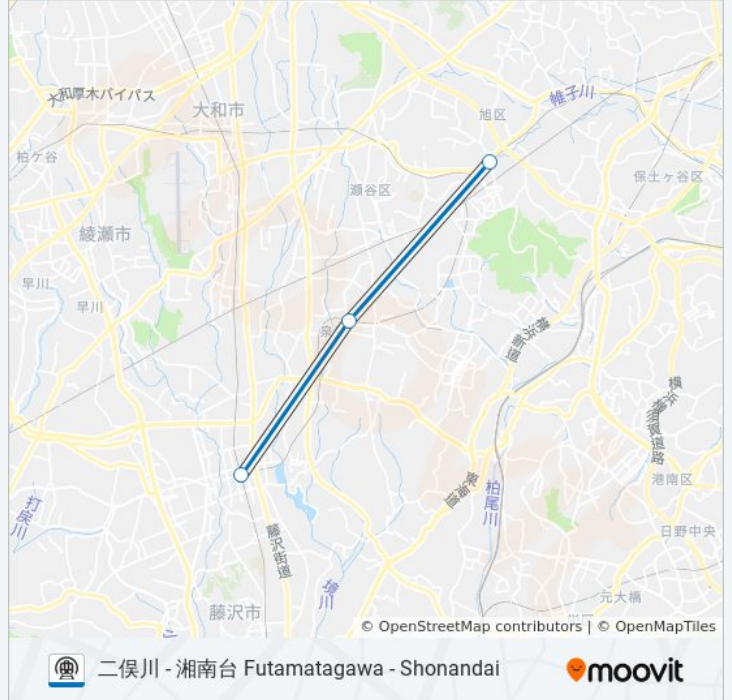 大和厚木バイパス
大和市
帷子川
旭区
柏ケ谷
保土ヶ谷区
瀬谷区
綾瀬市
早川
早川
泉
横浜新道
横浜
横須賀道路
港南区
東海道
柏尾川
打戻川
日野中央
藤沢街道
境川
元大橋
藤沢市
© OpenStreetMap contributors | © OpenMapTiles
二俣川 - 湘南台 Futamatagawa - Shonandai
moovit